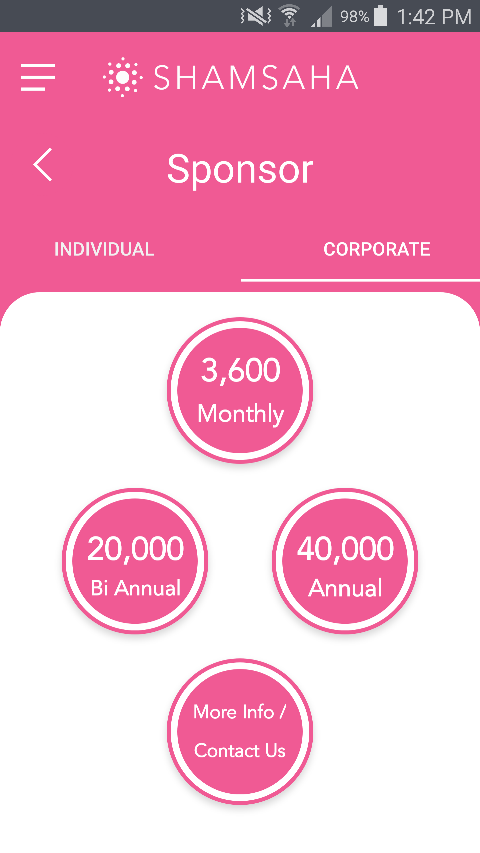 98% 1:42 PM
SHAMSAHA
Sponsor
INDIVIDUAL CORPORATE
3,600
Monthly
20,000
Bi Annual
40,000
Annual
More Info /
Contact Us